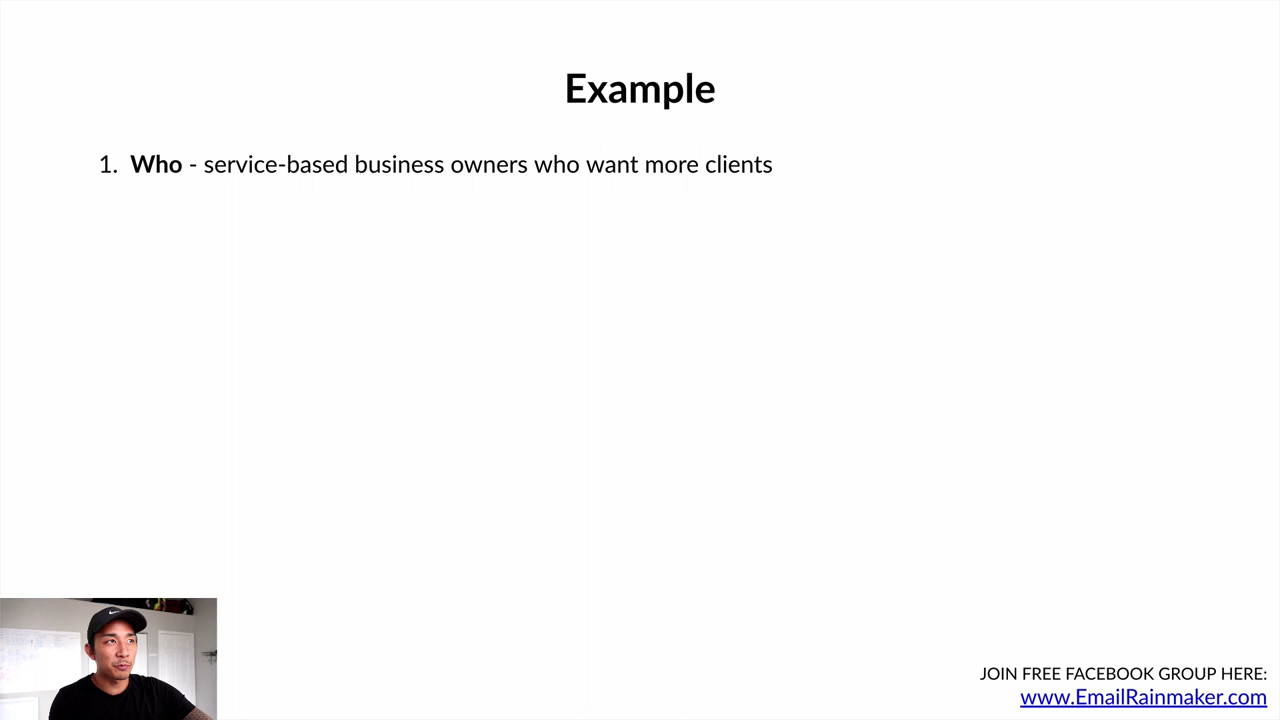 Example
1. Who - service-based business owners who want more clients
JOIN FREE FACEBOOK GROUP HERE:
www.EmailRainmaker.com